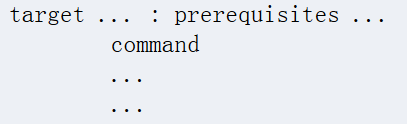 target ... : prerequisites ...
command
...
...